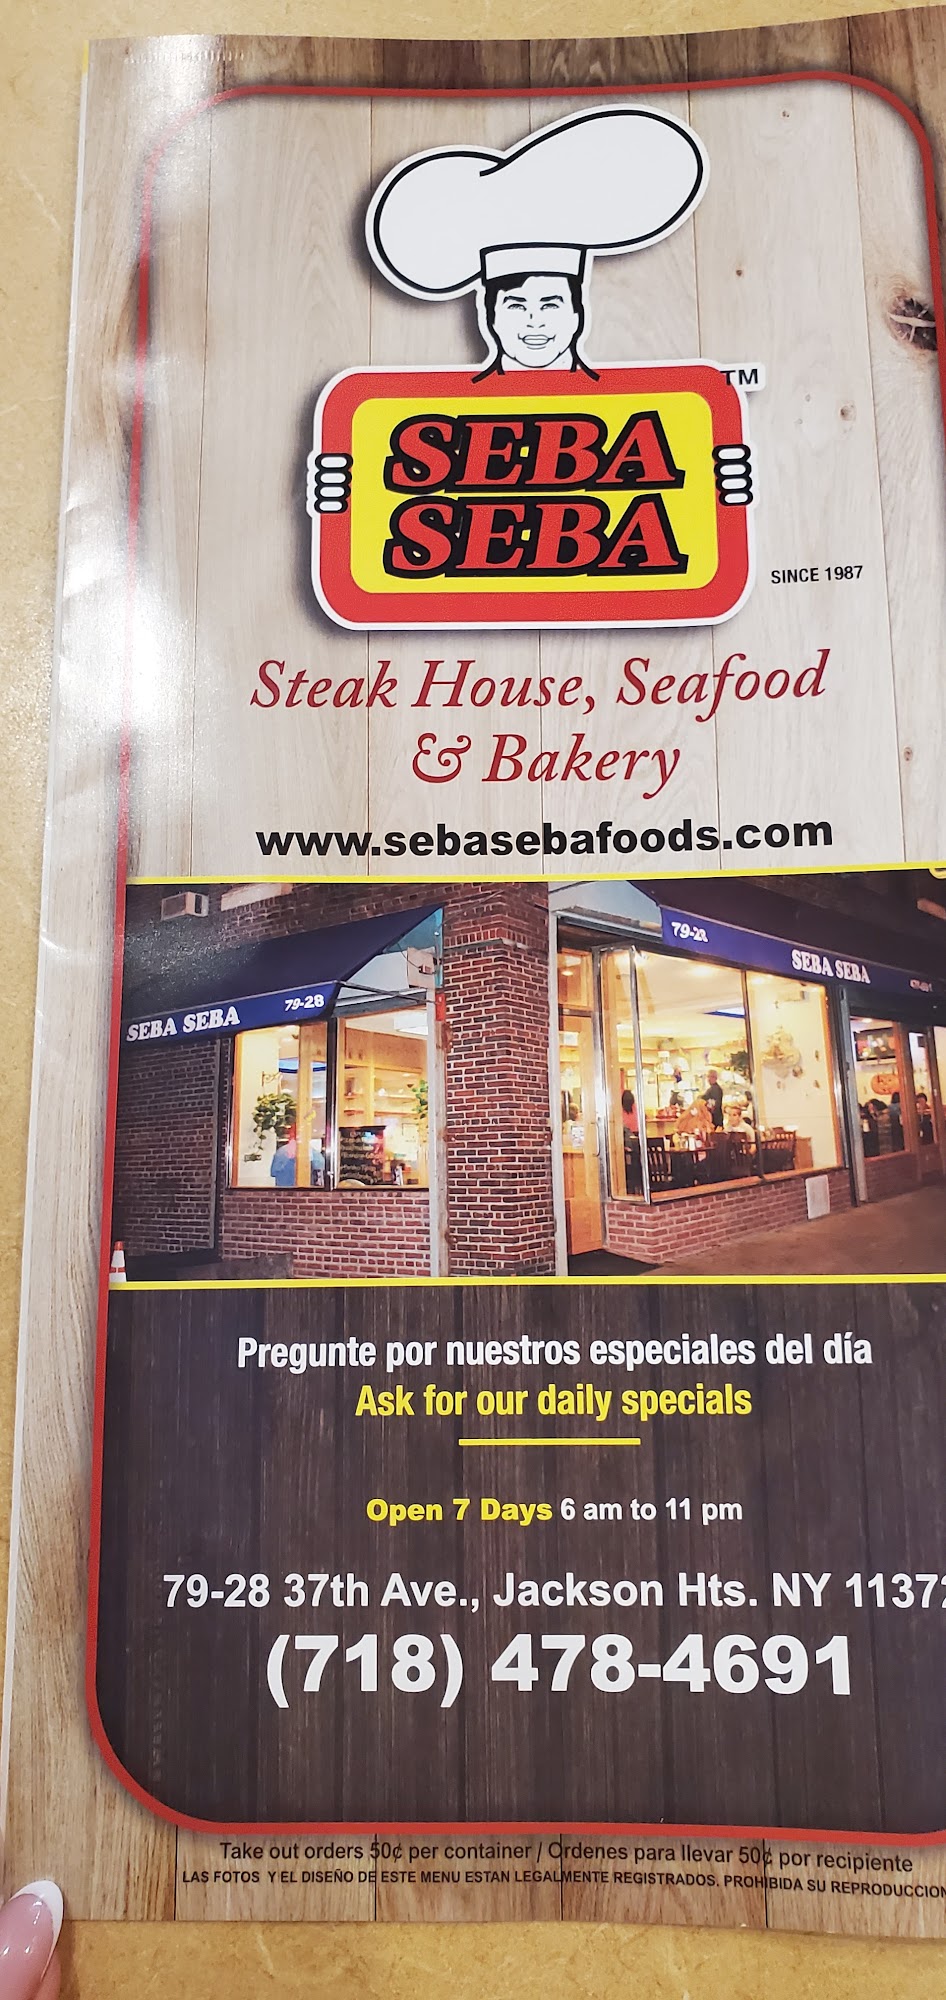 TM
SEBA
SEBA
SINCE 1987
Steak House, Seafood
& Bakery
www.sebasebafoods.com
79-28
SEBA SEBA
SEBA SEBA 79-28
Pregunte por nuestros especiales del día
Ask for our daily specials
Open 7 Days 6 am to 11 pm
79-28 37th Ave., Jackson Hts. NY 11372
(718) 478-4691
Take out orders 50¢ per container / Ordenes para llevar 50¢ por recipiente
LAS FOTOS Y EL DISEÑO DE ESTE MENU ESTAN LEGALMENTE REGISTRADOS. PROHIBIDA SU REPRODUCCION